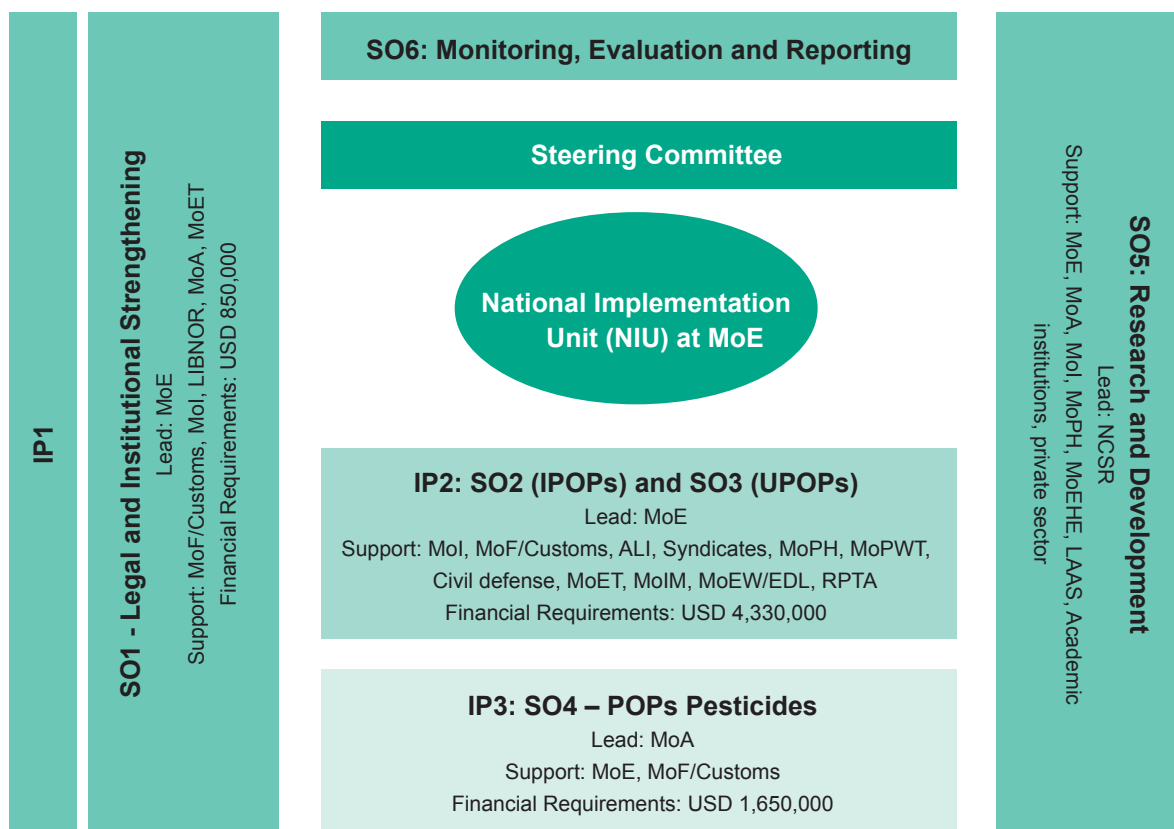 IP1
SO1 - Legal and Institutional Strengthening
Lead: MoE
Support: MoF/Customs, MoI, LIBNOR, MoA, MoET
Financial Requirements: USD 850,000
SO6: Monitoring, Evaluation and Reporting
Steering Committee
National Implementation
Unit (NIU) at MoE
IP2: SO2 (IPOPs) and SO3 (UPOPs)
Lead: MoE
Support: MoI, MoF/Customs, ALI, Syndicates, MoPH, MoPWT,
Civil defense, MoET, MoIM, MoEW/EDL, RPTA
Financial Requirements: USD 4,330,000
IP3: SO4 – POPs Pesticides
Lead: MoA
Support: MoE, MoF/Customs
Financial Requirements: USD 1,650,000
SO5: Research and Development
Lead: NCSR
Support: MoE, MoA, MoI, MoPH, MoEHE, LAAS, Academic
institutions, private sector